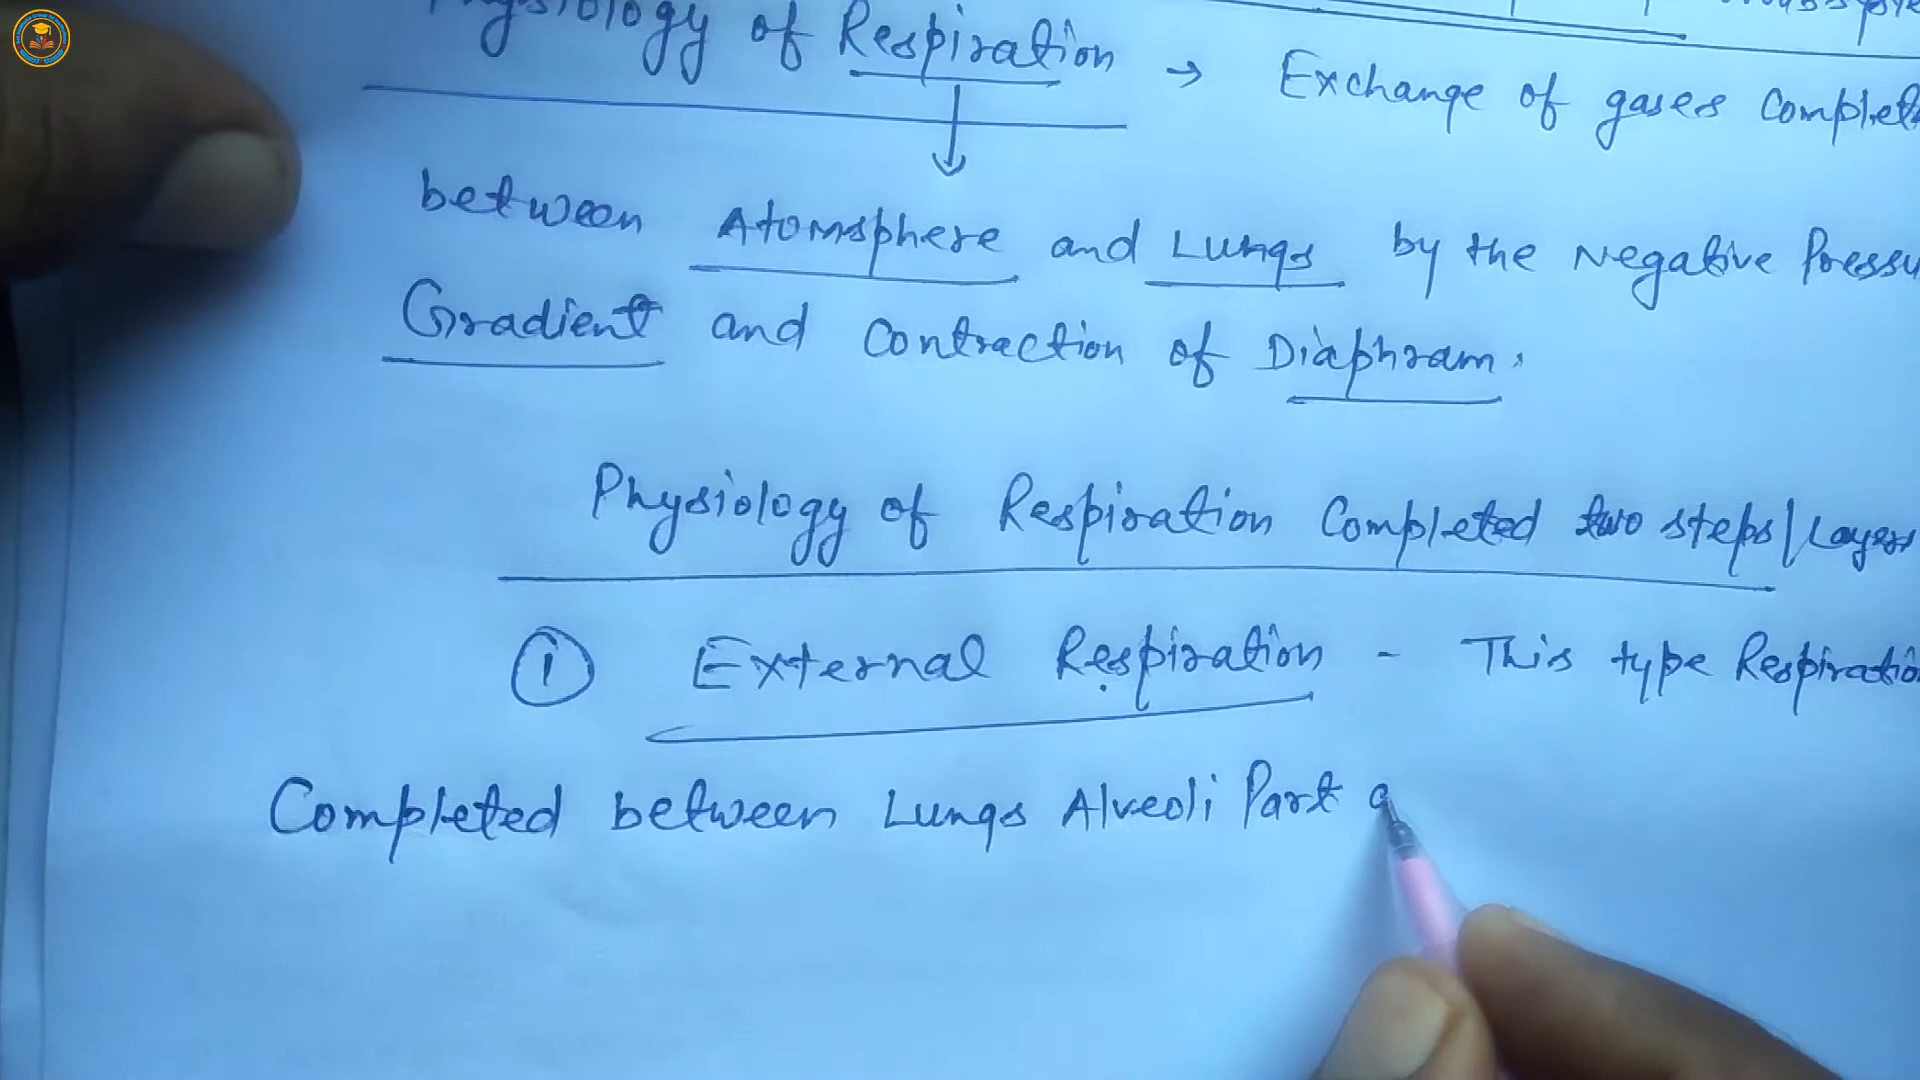 Physiology of Respiration → Exchange of gases Complet
between Atomsphere and Lungs by the Negative Pressu
Gradient and Contraction of Diaphram.
Physiology of Respiration Completed two steps/Layers
① External Respiration - This type Respiratio
Completed between Lungs Alveoli Part a